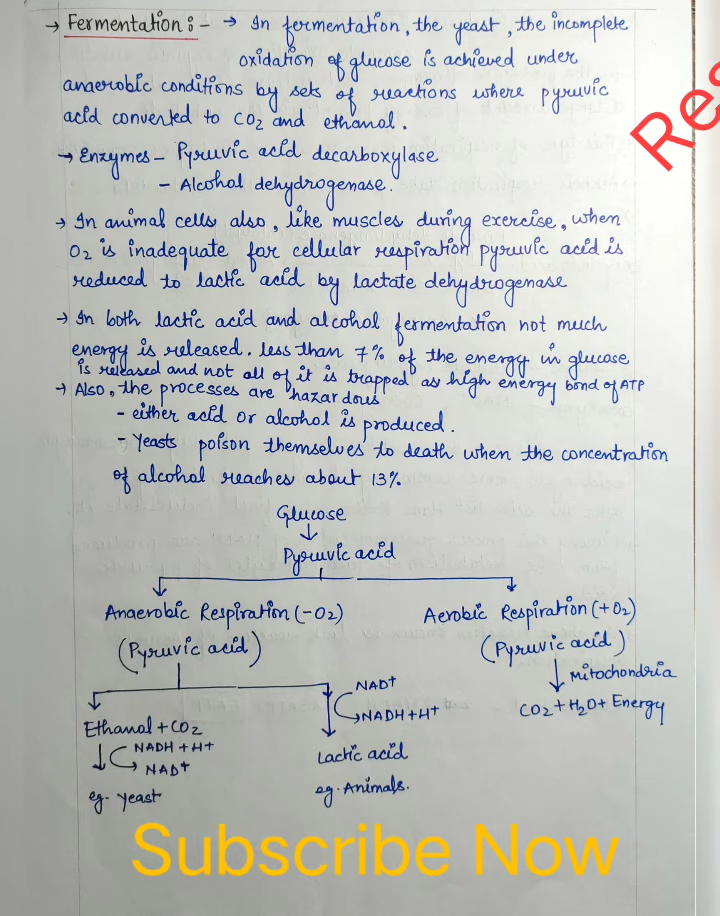 → Fermentation :- → In fermentation, the yeast, the incomplete
oxidation of glucose is achieved under
anaerobic conditions by sets of reactions where pyruvic
acid converted to CO2 and ethanol.
→ Enzymes - Pyruvic acid decarboxylase
- Alcohol dehydrogenase.
→ In animal cells also, like muscles during exercise, when
O2 is inadequate for cellular respiration pyruvic acid is
reduced to lactic acid by lactate dehydrogenase
→ In both lactic acid and alcohol fermentation not much
energy is released. less than 7% of the energy in glucose
is released and not all of it is trapped as high energy bond of ATP
→ Also, the processes are hazardous
- either acid or alcohol is produced.
- Yeasts poison themselves to death when the concentration
of alcohol reaches about 13%.
Glucose
↓
Pyruvic acid
Anaerobic Respiration (-O2)
Aerobic Respiration (+O2)
(Pyruvic acid)
(Pyruvic acid)
↓ Mitochondria
CO2 + H2O + Energy
NAD+
NADH + H+
Ethanal + CO2
NADH + H+
NAD+
eg. Yeast
Lactic acid
eg. Animals.
Res
Subscribe Now